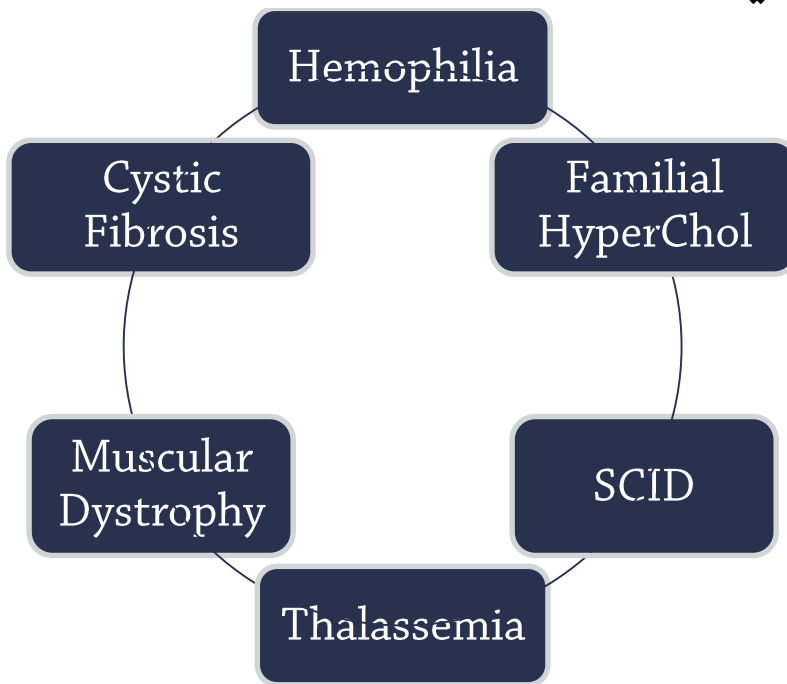 Hemophilia
Familial
HyperChol
SCID
Thalassemia
Muscular
Dystrophy
Cystic
Fibrosis